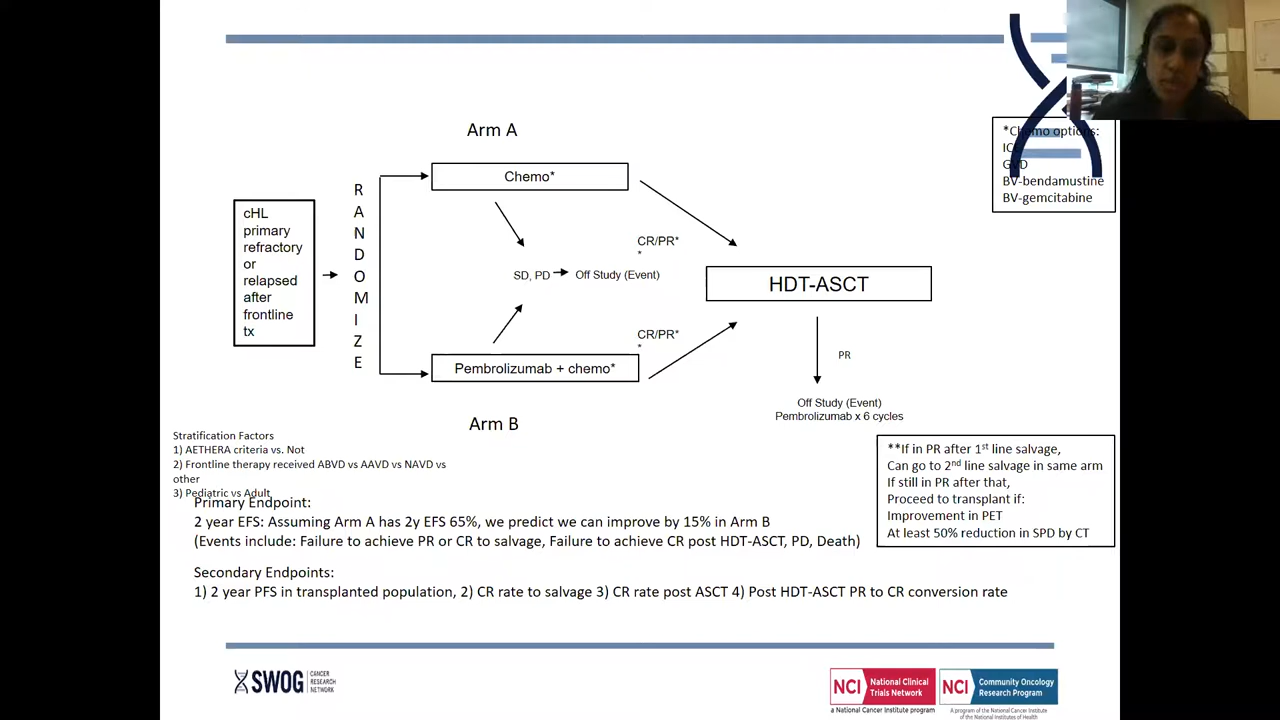 Arm A
*Chemo options:
GVD
BV-bendamustine
BV-gemcitabine
Chemo*
RANDOMIZE
cHL
primary
refractory
or
relapsed
after
frontline
tx
CR/PR*
*
SD, PD
Off Study (Event)
HDT-ASCT
CR/PR*
*
PR
Pembrolizumab + chemo*
Off Study (Event)
Pembrolizumab x 6 cycles
Arm B
Stratification Factors
1) AETHERA criteria vs. Not
2) Frontline therapy received ABVD vs AAVD vs NAVD vs
other
3) Pediatric vs Adult
**If in PR after 1st line salvage,
Can go to 2nd line salvage in same arm
If still in PR after that,
Proceed to transplant if:
Improvement in PET
At least 50% reduction in SPD by CT
Primary Endpoint:
2 year EFS: Assuming Arm A has 2y EFS 65%, we predict we can improve by 15% in Arm B
(Events include: Failure to achieve PR or CR to salvage, Failure to achieve CR post HDT-ASCT, PD, Death)
Secondary Endpoints:
1) 2 year PFS in transplanted population, 2) CR rate to salvage 3) CR rate post ASCT 4) Post HDT-ASCT PR to CR conversion rate
SWOG
CANCER
RESEARCH
NETWORK
NCI
National Clinical
Trials Network
a National Cancer Institute program
NCI
Community Oncology
Research Program
A program of the National Cancer Institute
of the National Institutes of Health